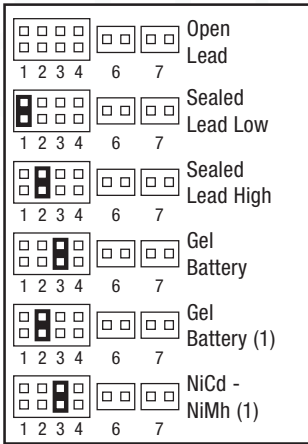 Open
Lead
1 2 3 4 6 7
Sealed
Lead Low
1 2 3 4 6 7
Sealed
Lead High
1 2 3 4 6 7
Gel
Battery
1 2 3 4 6 7
Gel
Battery (1)
1 2 3 4 6 7
NiCd -
NiMh (1)
1 2 3 4 6 7